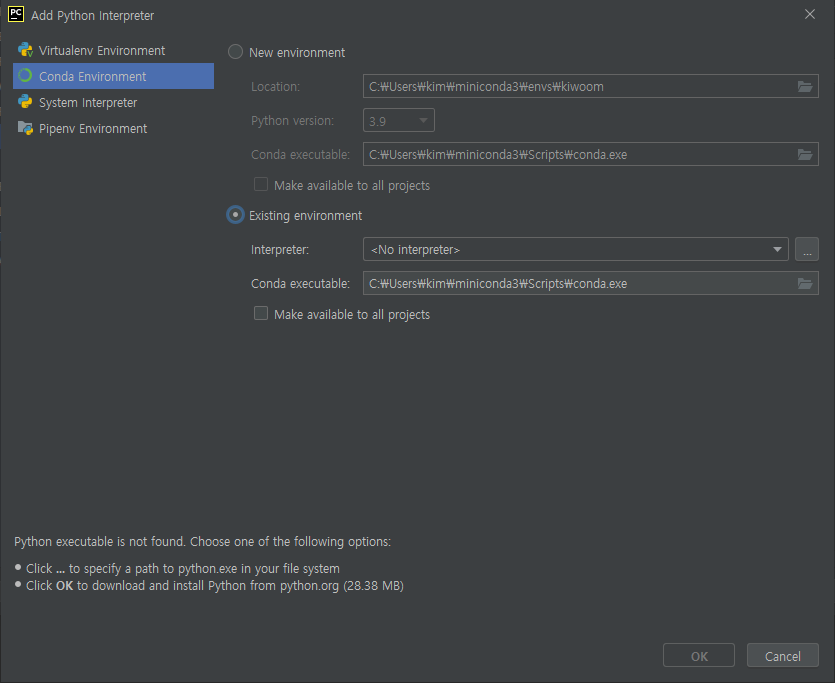 PC Add Python Interpreter
Virtualenv Environment
Conda Environment
System Interpreter
Pipenv Environment
New environment
Location: C:₩Users₩kim₩miniconda3₩envs₩kiwoom
Python version: 3.9
Conda executable: C:₩Users₩kim₩miniconda3₩Scripts₩conda.exe
Make available to all projects
Existing environment
Interpreter: <No interpreter> ...
Conda executable: C:₩Users₩kim₩miniconda3₩Scripts₩conda.exe
Make available to all projects
Python executable is not found. Choose one of the following options:
• Click ... to specify a path to python.exe in your file system
• Click OK to download and install Python from python.org (28.38 MB)
OK Cancel